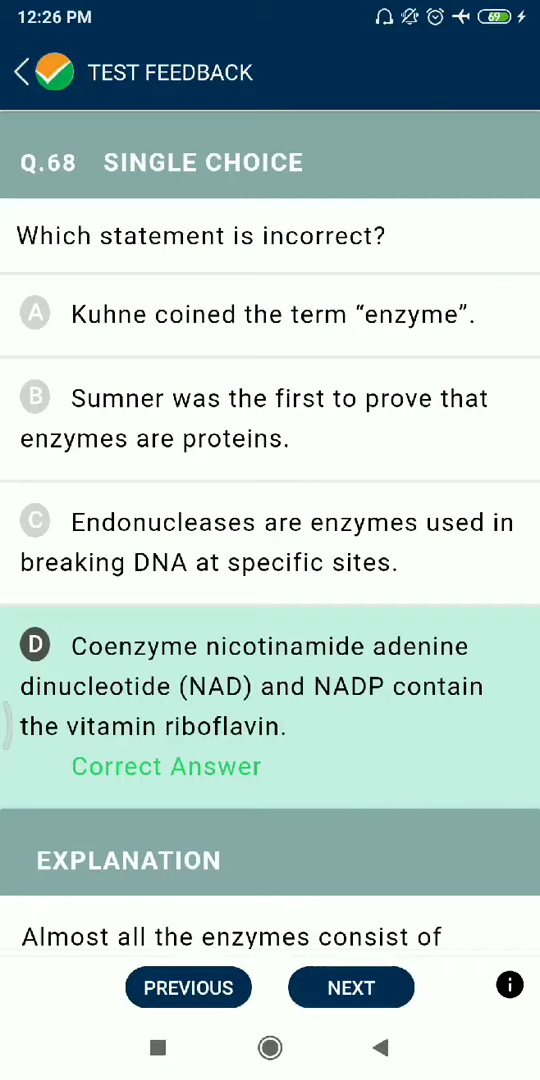 12:26 PM
69
TEST FEEDBACK
Q.68 SINGLE CHOICE
Which statement is incorrect?
A Kuhne coined the term “enzyme”.
B Sumner was the first to prove that
enzymes are proteins.
C Endonucleases are enzymes used in
breaking DNA at specific sites.
D Coenzyme nicotinamide adenine
dinucleotide (NAD) and NADP contain
the vitamin riboflavin.
Correct Answer
EXPLANATION
Almost all the enzymes consist of
PREVIOUS NEXT